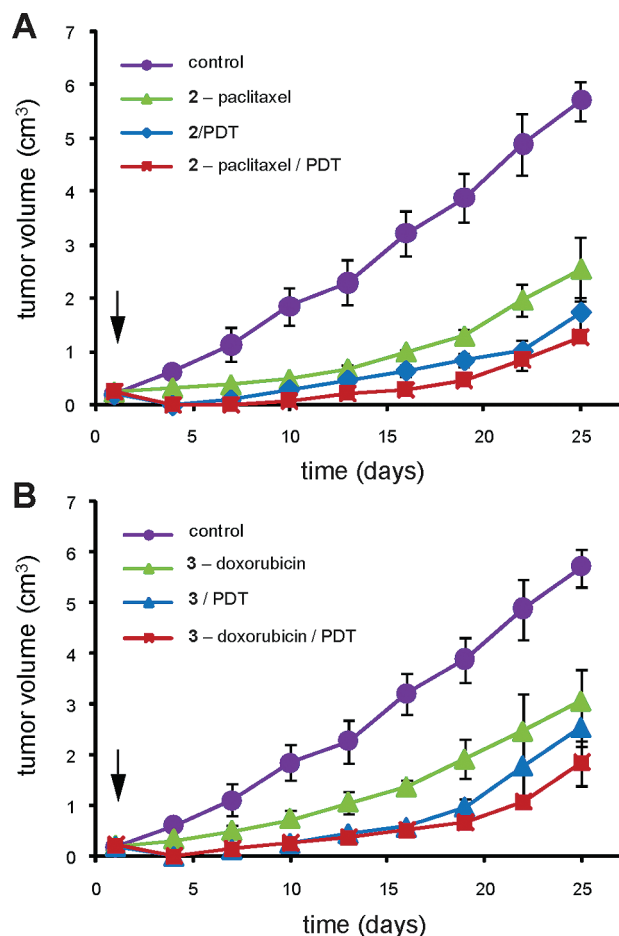 A
7
6
5
4
3
2
1
0
tumor volume (cm³)
control
2 – paclitaxel
2/PDT
2 – paclitaxel / PDT
0 5 10 15 20 25
time (days)
B
7
6
5
4
3
2
1
0
tumor volume (cm³)
control
3 – doxorubicin
3 / PDT
3 – doxorubicin / PDT
0 5 10 15 20 25
time (days)